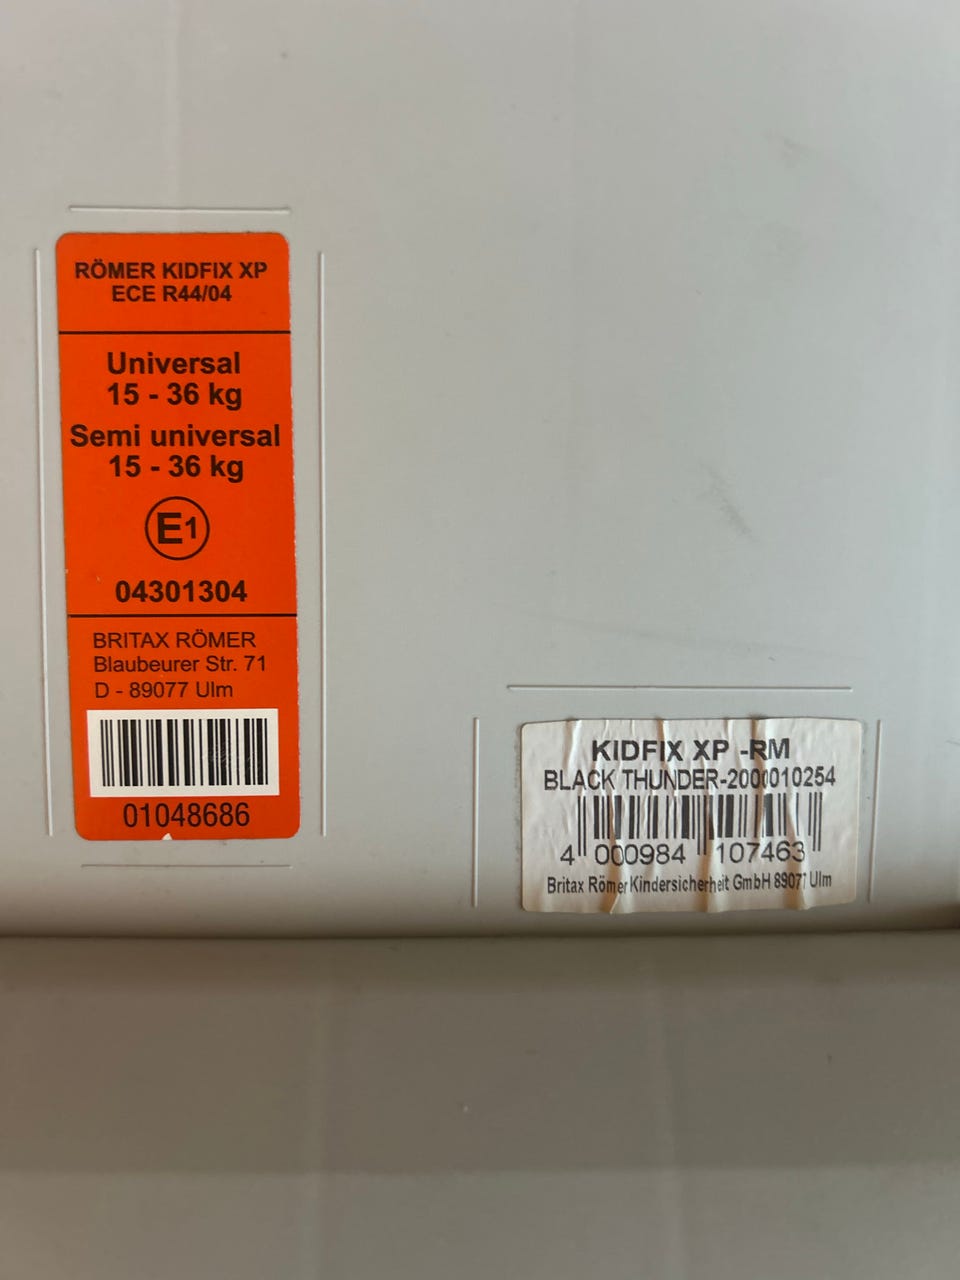 RÖMER KIDFIX XP
ECE R44/04
Universal
15 - 36 kg
Semi universal
15 - 36 kg
E1
04301304
BRITAX RÖMER
Blaubeurer Str. 71
D - 89077 Ulm
01048686
KIDFIX XP -RM
BLACK THUNDER-2000010254
4 000984 107463
Britax Römer Kindersicherheit GmbH 89077 Ulm